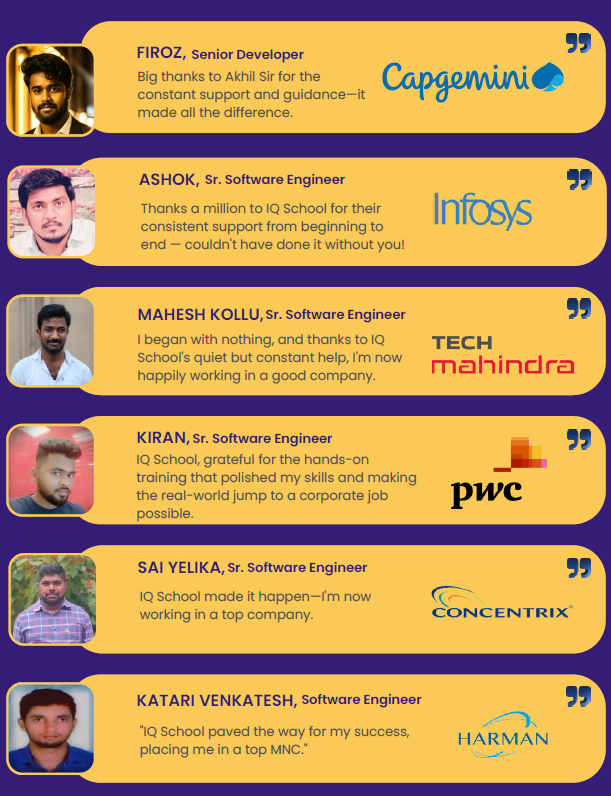 FIROZ, Senior Developer
Big thanks to Akhil Sir for the
constant support and guidance—it
made all the difference.
Capgemini
ASHOK, Sr. Software Engineer
Thanks a million to IQ School for their
consistent support from beginning to
end — couldn't have done it without you!
Infosys
MAHESH KOLLU, Sr. Software Engineer
I began with nothing, and thanks to IQ
School's quiet but constant help, I'm now
happily working in a good company.
TECH
mahindra
KIRAN, Sr. Software Engineer
IQ School, grateful for the hands-on
training that polished my skills and making
the real-world jump to a corporate job
possible.
pwc
SAI YELIKA, Sr. Software Engineer
IQ School made it happen—I'm now
working in a top company.
CONCENTRIX™
KATARI VENKATESH, Software Engineer
"IQ School paved the way for my success,
placing me in a top MNC."
HARMAN